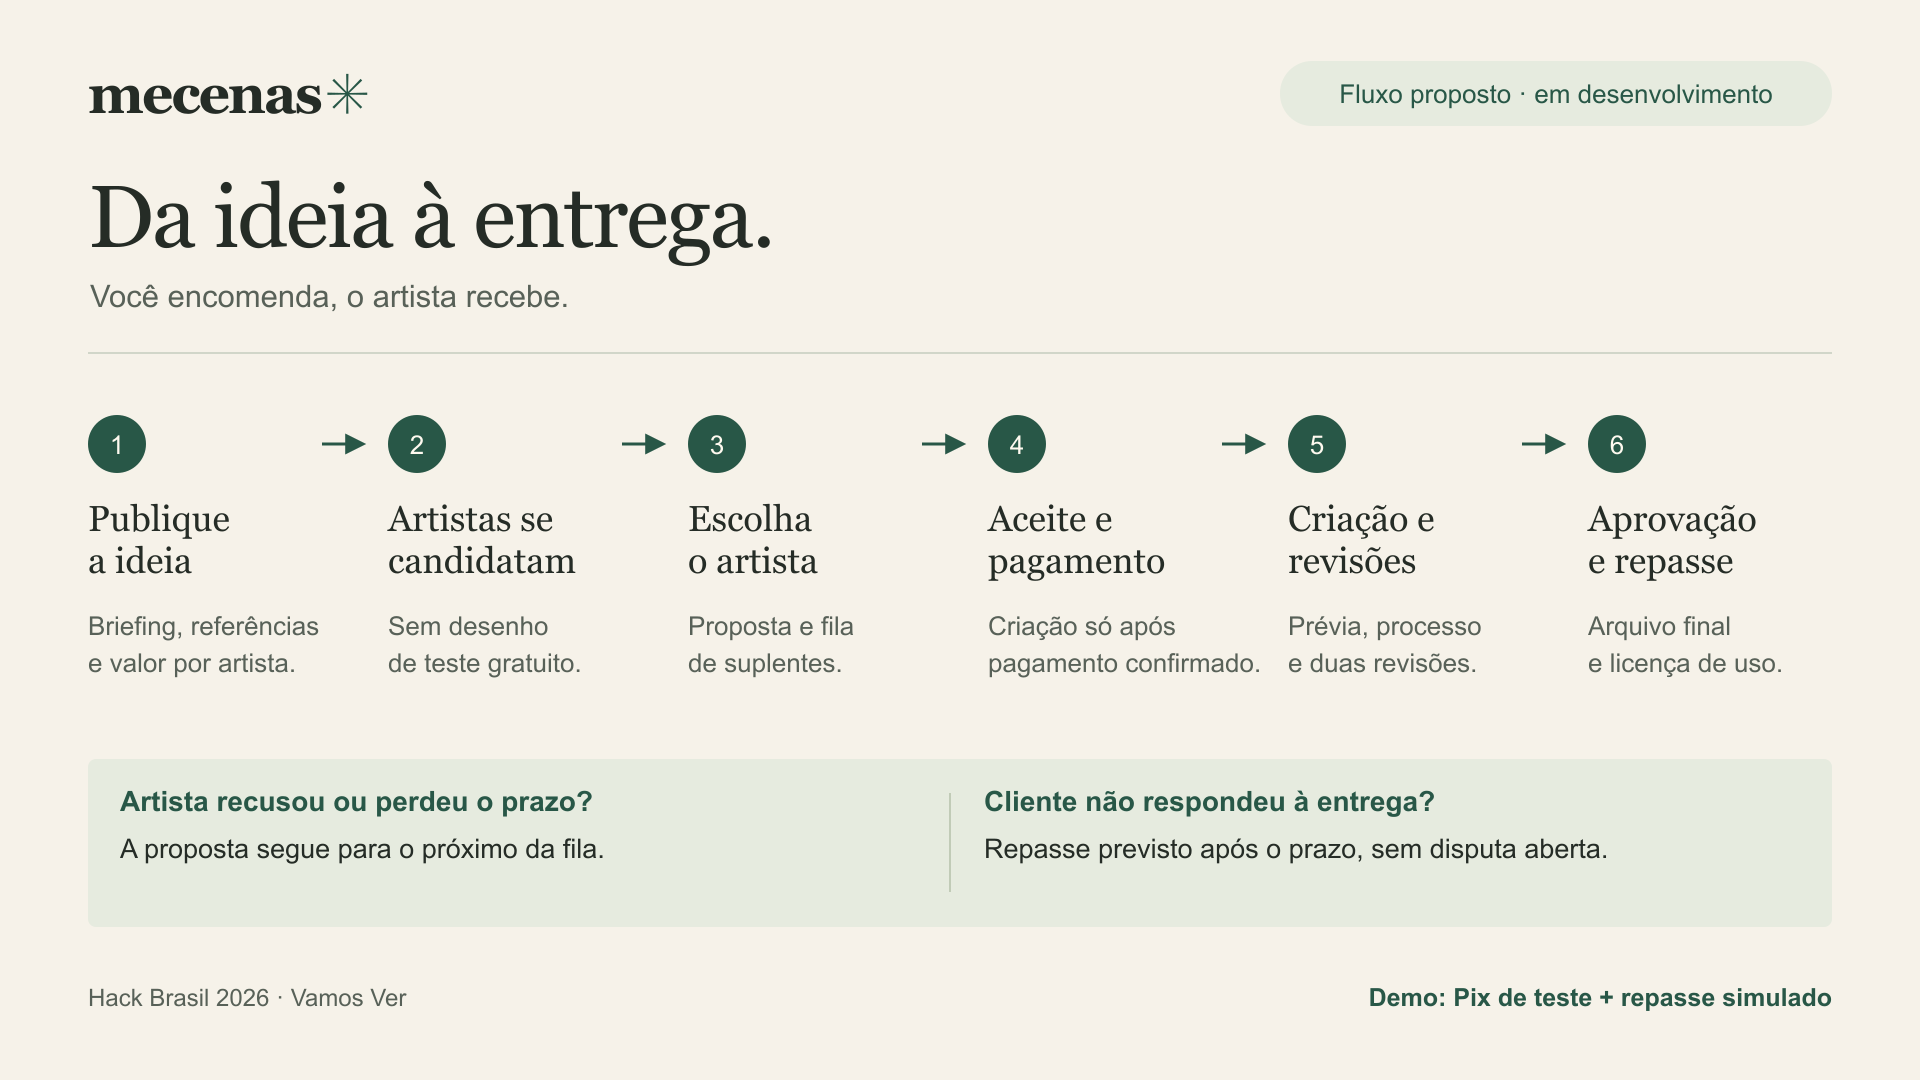 mecenas
Fluxo proposto · em desenvolvimento
Da ideia à entrega.
Você encomenda, o artista recebe.
1
Publique
a ideia
Briefing, referências
e valor por artista.
2
Artistas se
candidatam
Sem desenho
de teste gratuito.
3
Escolha
o artista
Proposta e fila
de suplentes.
4
Aceite e
pagamento
Criação só após
pagamento confirmado.
5
Criação e
revisões
Prévia, processo
e duas revisões.
6
Aprovação
e repasse
Arquivo final
e licença de uso.
Artista recusou ou perdeu o prazo?
A proposta segue para o próximo da fila.
Cliente não respondeu à entrega?
Repasse previsto após o prazo, sem disputa aberta.
Hack Brasil 2026 · Vamos Ver
Demo: Pix de teste + repasse simulado